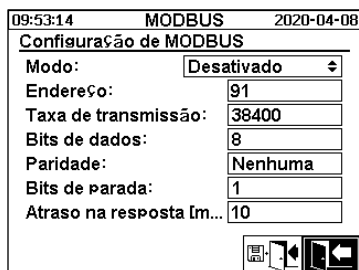 09:53:14 MODBUS 2020-04-08
Configuração de MODBUS
Modo: Desativado
Endereço: 91
Taxa de transmissão: 38400
Bits de dados: 8
Paridade: Nenhuma
Bits de parada: 1
Atraso na resposta [m... 10